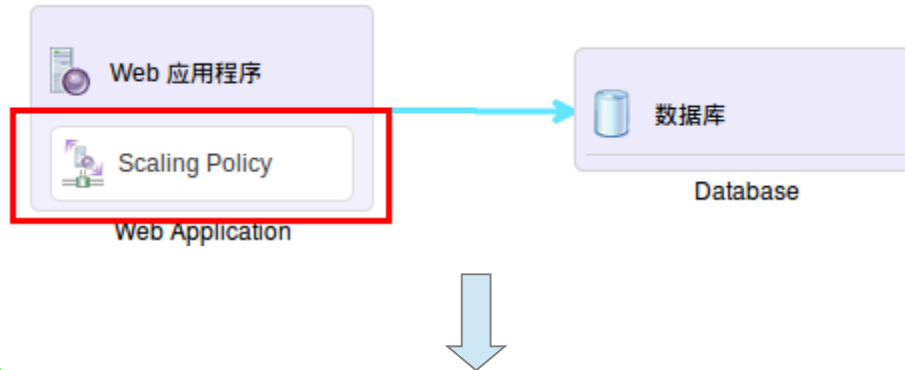 Web 应用程序
Scaling Policy
Web Application
数据库
Database